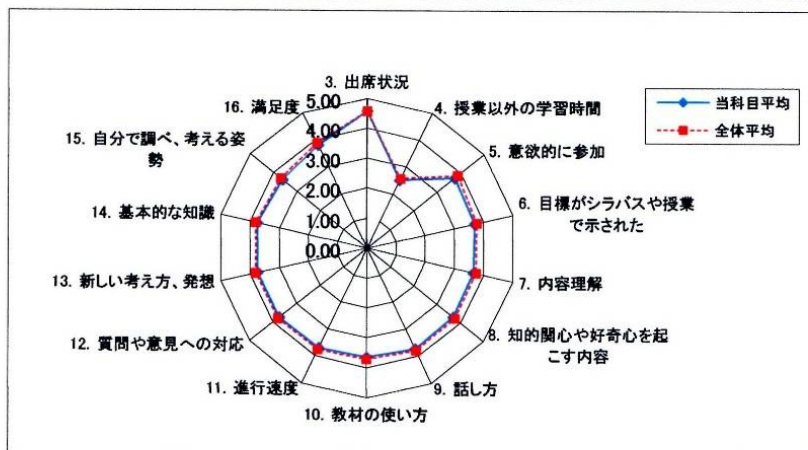 3. 出席状況
4. 授業以外の学習時間
5. 意欲的に参加
6. 目標がシラバスや授業
で示された
7. 内容理解
8. 知的関心や好奇心を起
こす内容
9. 話し方
10. 教材の使い方
11. 進行速度
12. 質問や意見への対応
13. 新しい考え方、発想
14. 基本的な知識
15. 自分で調べ、考える姿
勢
16. 満足度
5.00
4.00
3.00
2.00
1.00
0.00
当科目平均
全体平均